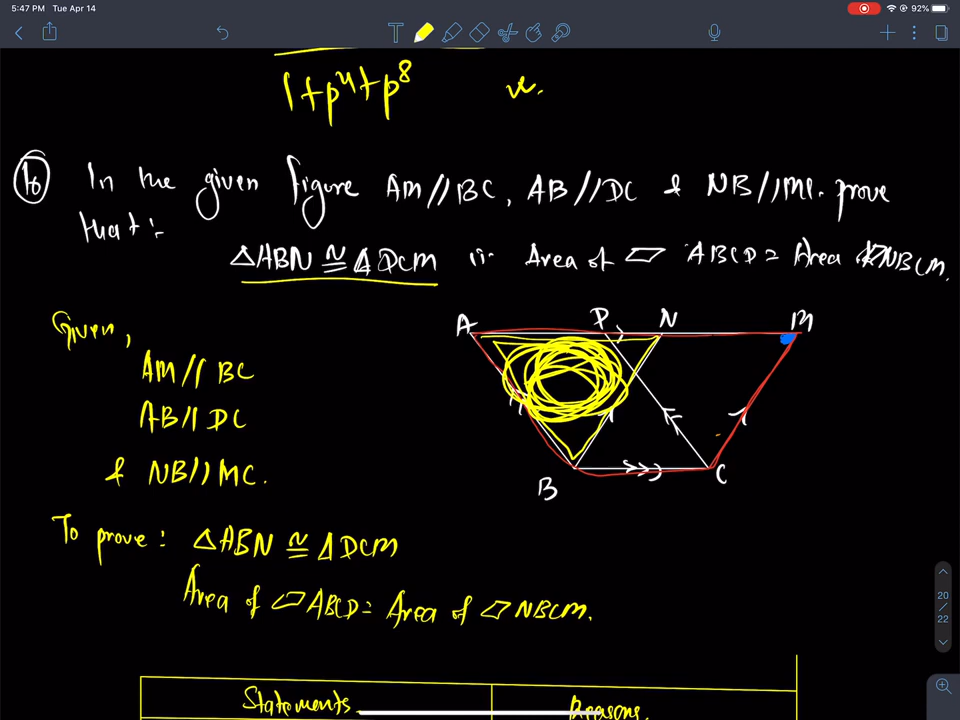 5:47 PM Tue Apr 14
92%
T
1+p⁴+p⁸
10 In the given figure AM//BC, AB//DC & NB//MC. prove
that:-
△ABN ≅ △DCM ii- Area of ▱ ABCD = Area of ▱NBCM.
Given,
AM//BC
AB//DC
& NB//MC.
A D N M
B C
To prove: △ABN ≅ △DCM
Area of ▱ABCD = Area of ▱NBCM.
20
/
22
Statements Reasons.